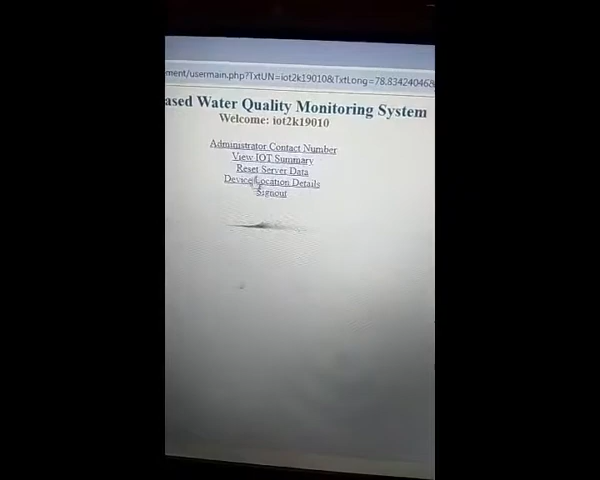 ment/usermain.php?TxtUN=iot2k19010&TxtLong=78.834240468
ased Water Quality Monitoring System
Welcome: iot2k19010
Administrator Contact Number
View IOT Summary
Reset Server Data
Device Location Details
Signout